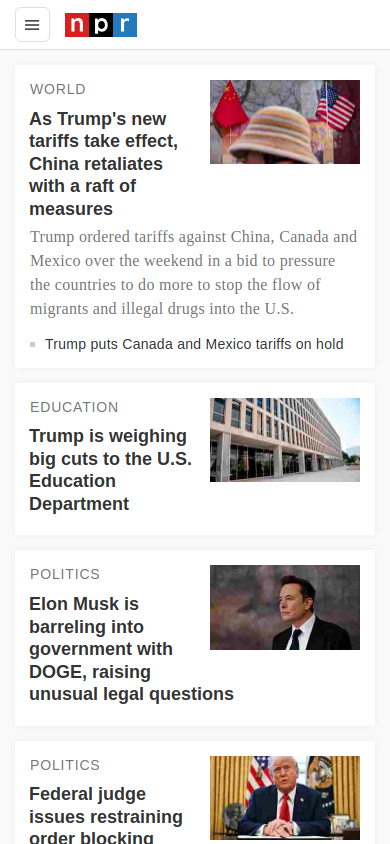 npr
WORLD
As Trump's new
tariffs take effect,
China retaliates
with a raft of
measures
Trump ordered tariffs against China, Canada and
Mexico over the weekend in a bid to pressure
the countries to do more to stop the flow of
migrants and illegal drugs into the U.S.
Trump puts Canada and Mexico tariffs on hold
EDUCATION
Trump is weighing
big cuts to the U.S.
Education
Department
POLITICS
Elon Musk is
barreling into
government with
DOGE, raising
unusual legal questions
POLITICS
Federal judge
issues restraining
order blocking